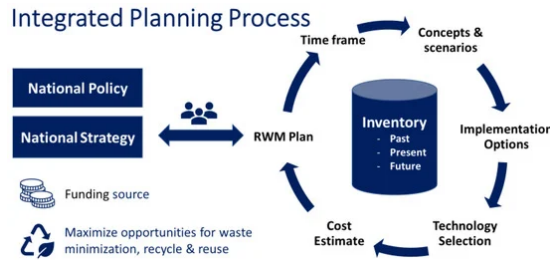 Integrated Planning Process
National Policy
National Strategy
Funding source
Maximize opportunities for waste
minimization, recycle & reuse
RWM Plan
Time frame
Concepts &
scenarios
Implementation
Options
Technology
Selection
Cost
Estimate
Inventory
- Past
- Present
- Future